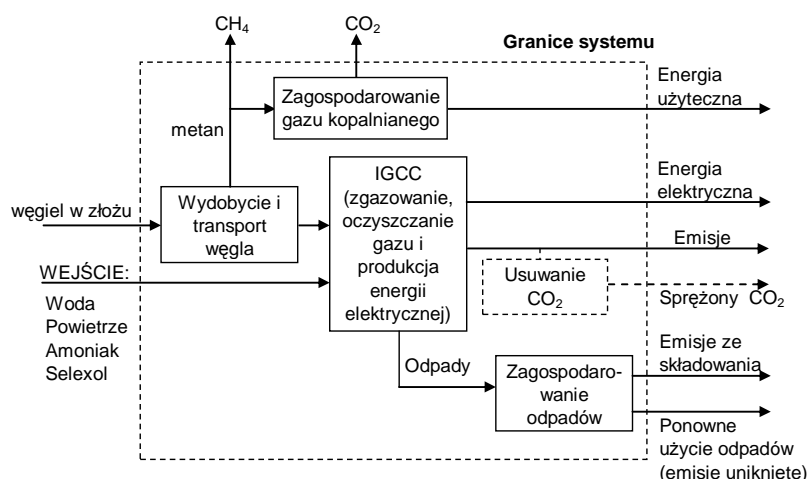 CH4
CO2
Granice systemu
Energia
użyteczna
Zagospodarowanie
gazu kopalnianego
metan
IGCC
(zgazowanie,
oczyszczanie
gazu i
produkcja
energii
elektrycznej)
Energia
elektryczna
węgiel w złożu
Wydobycie i
transport
węgla
Emisje
WEJŚCIE:
Woda
Powietrze
Amoniak
Selexol
Usuwanie
CO2
Sprężony CO2
Odpady
Zagospodaro-
wanie
odpadów
Emisje ze
składowania
Ponowne
użycie odpadów
(emisje uniknięte)